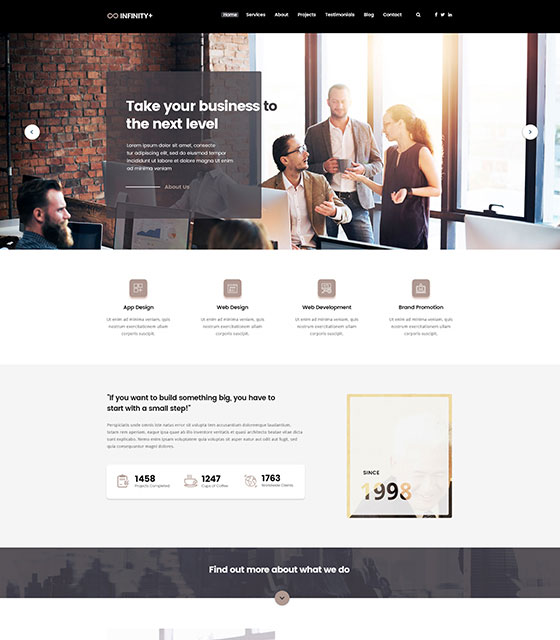 INFINITY+
Home Services About Projects Testimonials Blog Contact
Take your business to
the next level
Lorem ipsum dolor sit amet, consecte
tur adipiscing elit, sed do eiusmod tempor
incididunt ut labore et dolore magna Ut enim
ad minima veniam
About Us
App Design
Ut enim ad minima veniam, quis
nostrum exercitationem ullam
corporis suscipit.
Web Design
Ut enim ad minima veniam, quis
nostrum exercitationem ullam
corporis suscipit.
Web Development
Ut enim ad minima veniam, quis
nostrum exercitationem ullam
corporis suscipit.
Brand Promotion
Ut enim ad minima veniam, quis
nostrum exercitationem ullam
corporis suscipit.
"if you want to build something big, you have to
start with a small step!"
Perspiciatis unde omnis iste natus error sit volupta tem accusantium doloremque laudantium,
totam rem aperiam, eaque ipsa quae ab illo inventore veritatis et quasi architecto beatae vitae dicta
sunt explicabo. Nemo enim ipsam voluptatem quia voluptas sit asper natur aut odit aut fugit, sed
quia consequuntur magni dolores.
1458
Projects Completed
1247
Cups of Coffee
1763
Worldwide Clients
SINCE
1998
Find out more about what we do